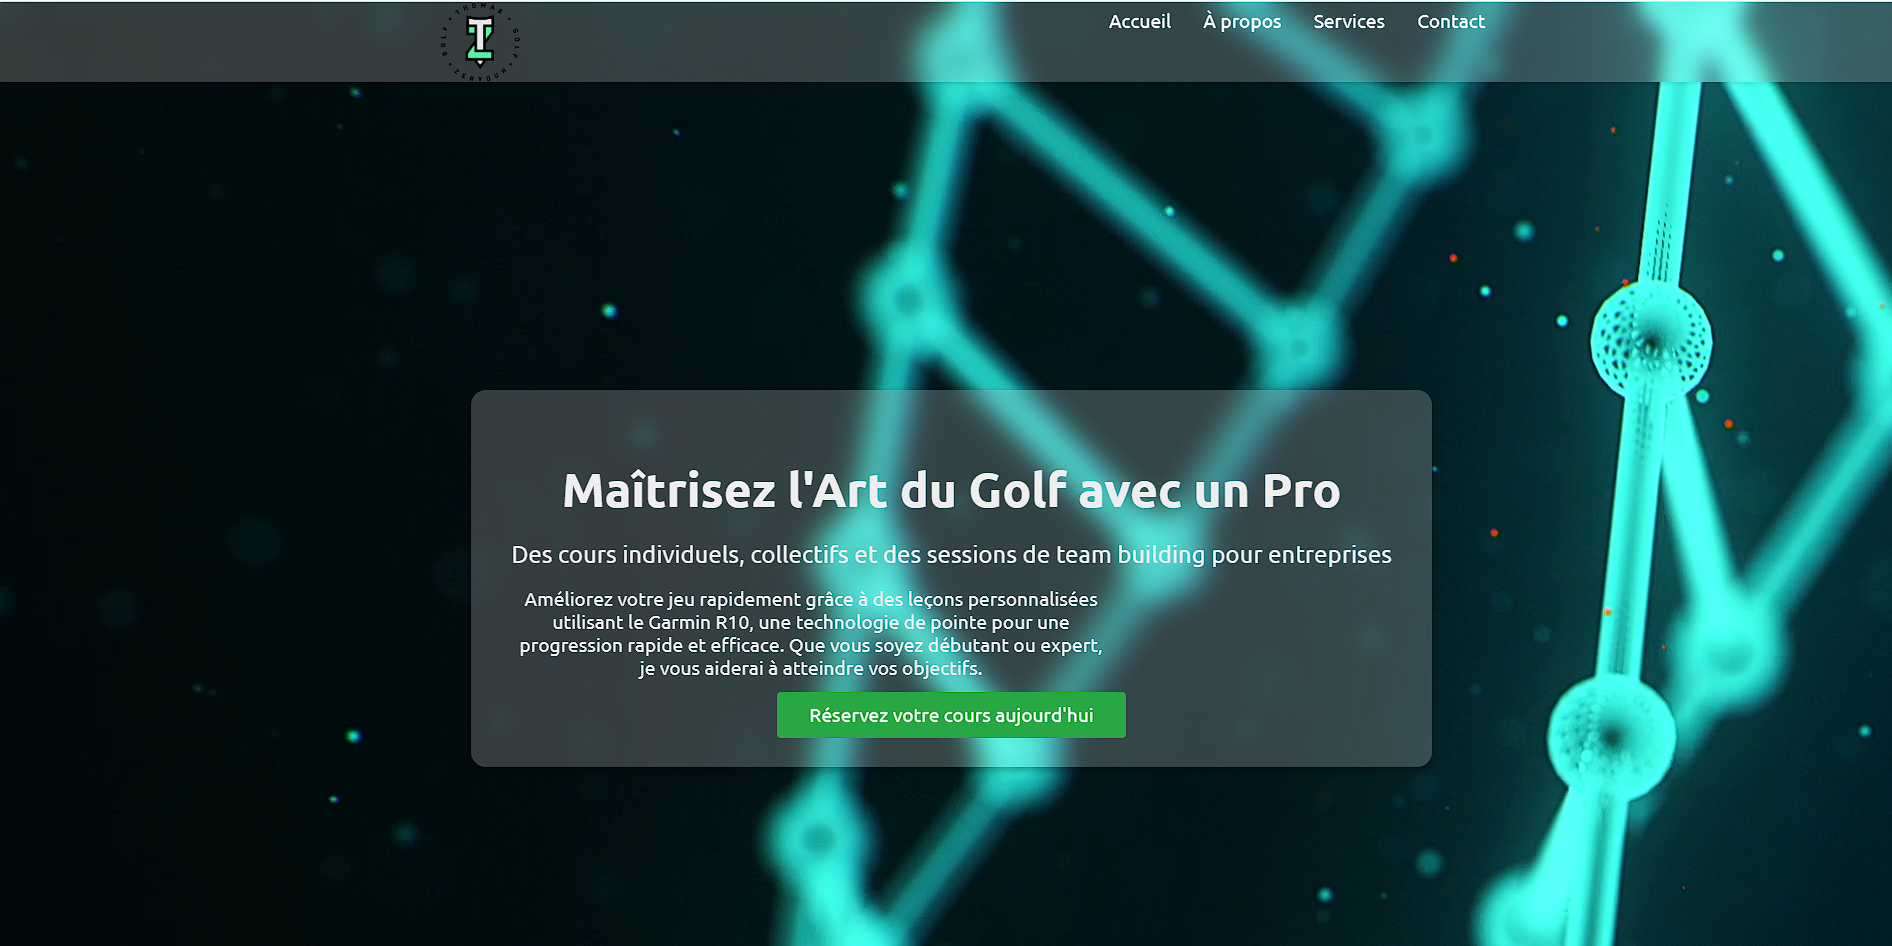 THOMAS GOLF
TZ
GOLF ZERYOUH
Accueil À propos Services Contact
Maîtrisez l'Art du Golf avec un Pro
Des cours individuels, collectifs et des sessions de team building pour entreprises
Améliorez votre jeu rapidement grâce à des leçons personnalisées
utilisant le Garmin R10, une technologie de pointe pour une
progression rapide et efficace. Que vous soyez débutant ou expert,
je vous aiderai à atteindre vos objectifs.
Réservez votre cours aujourd'hui